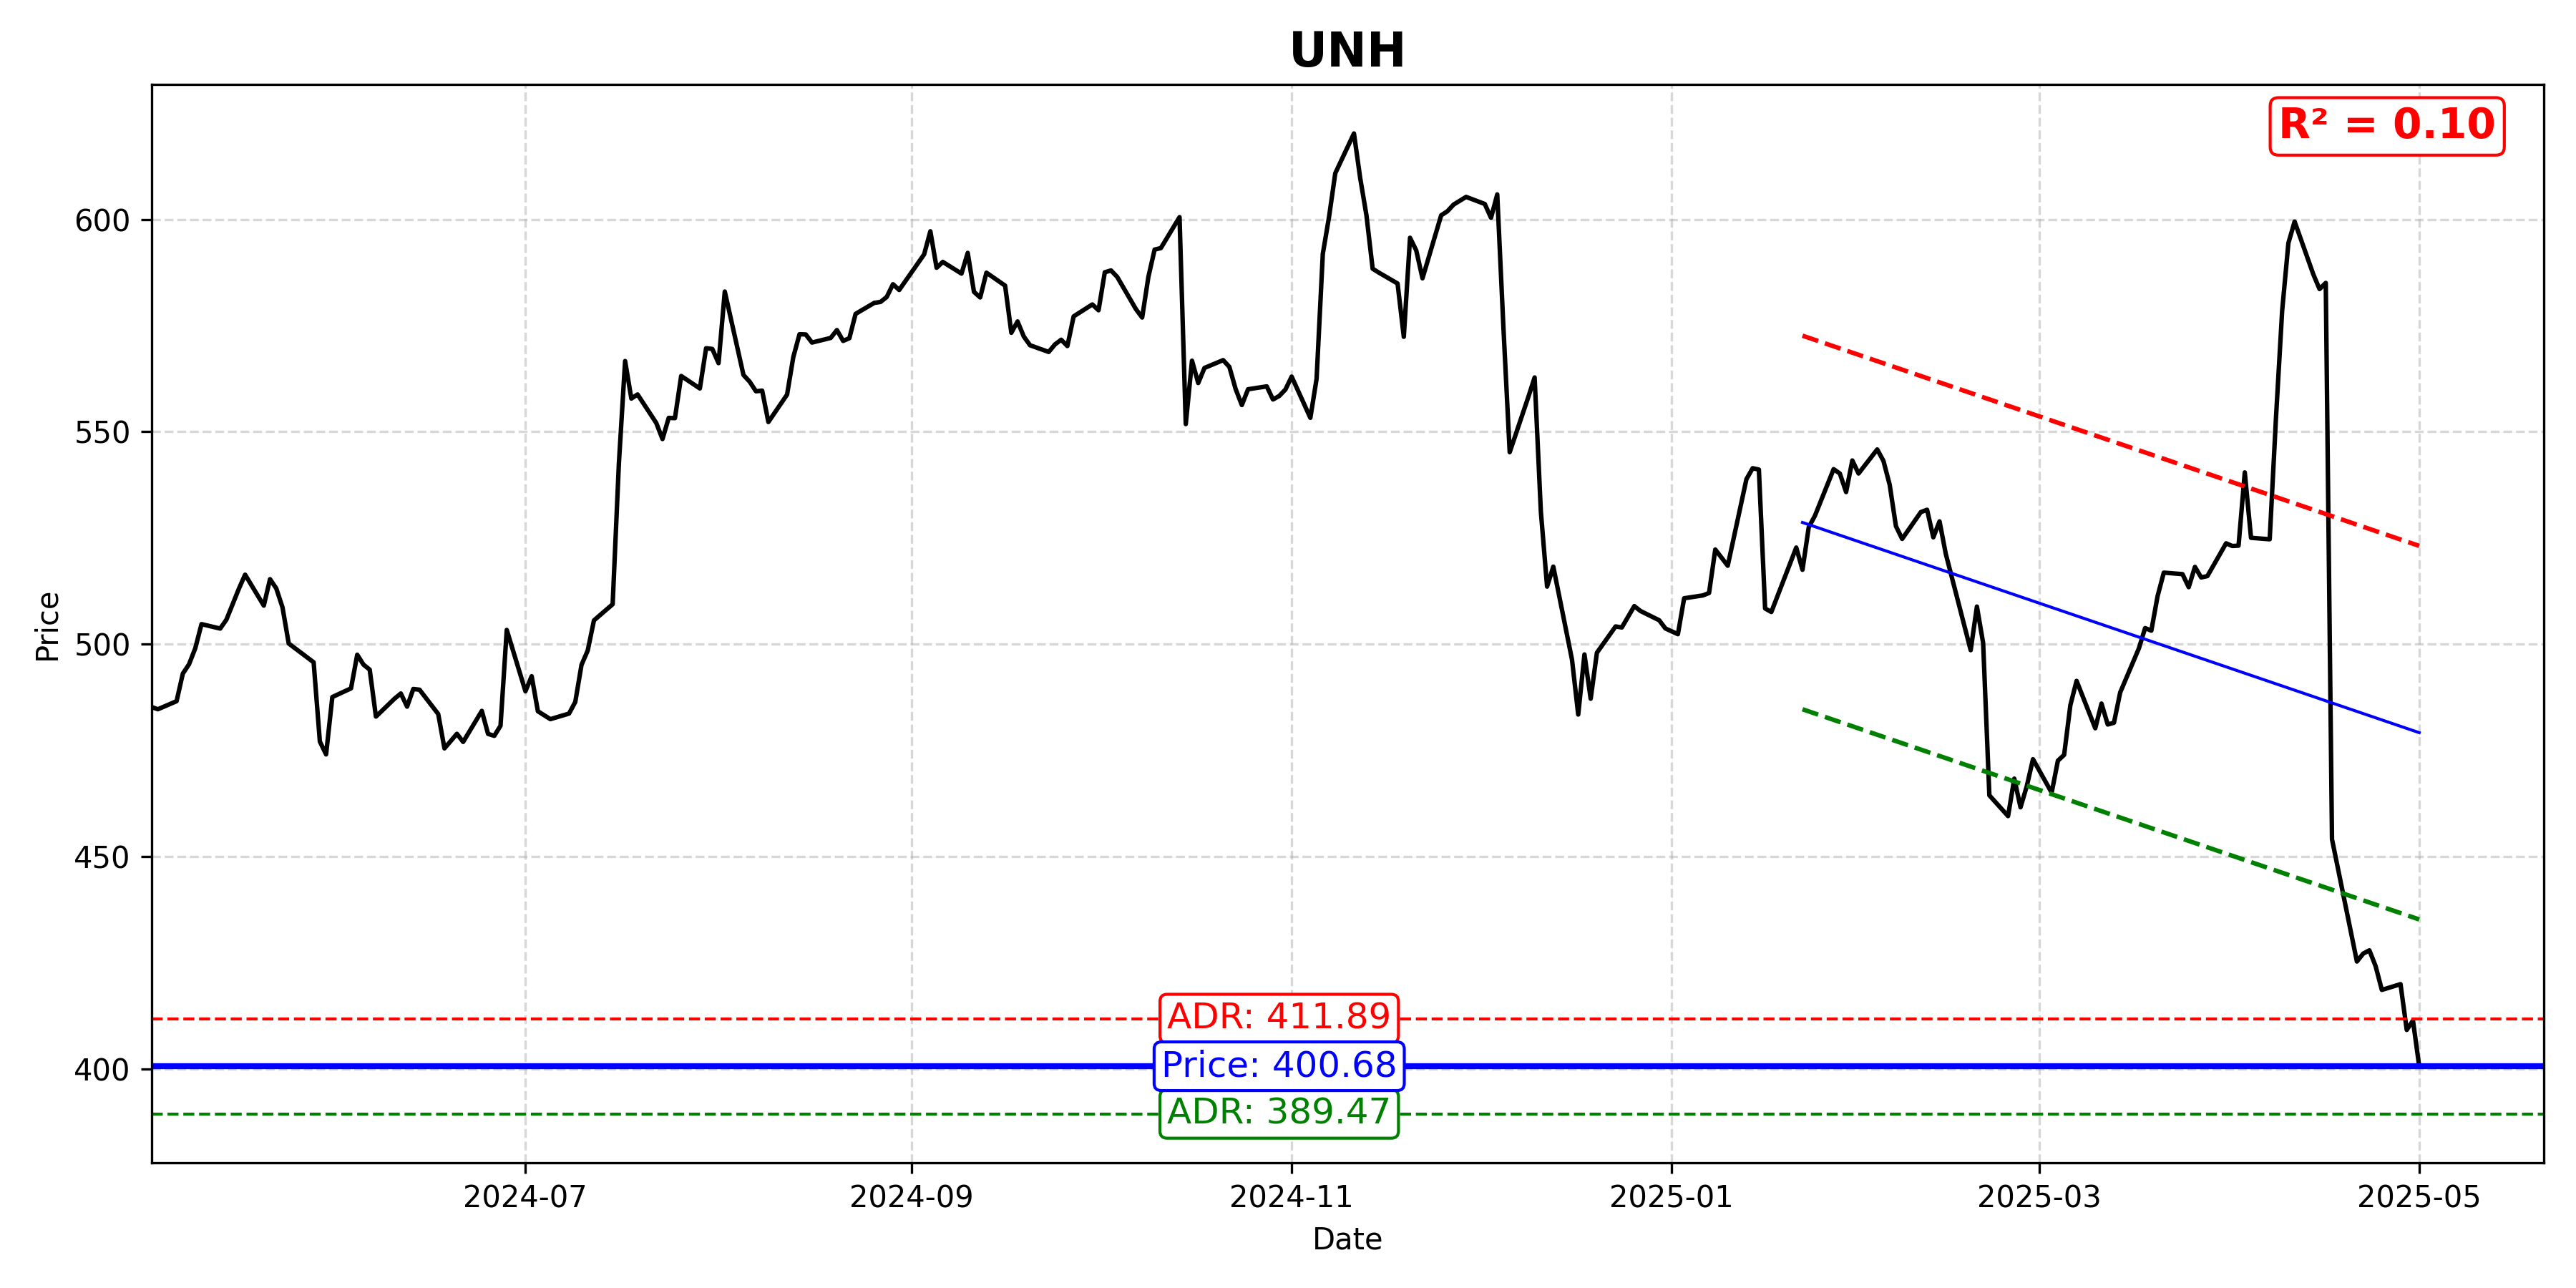 UNH
R² = 0.10
600
550
500
450
400
Price
ADR: 411.89
Price: 400.68
ADR: 389.47
2024-07
2024-09
2024-11
2025-01
2025-03
2025-05
Date